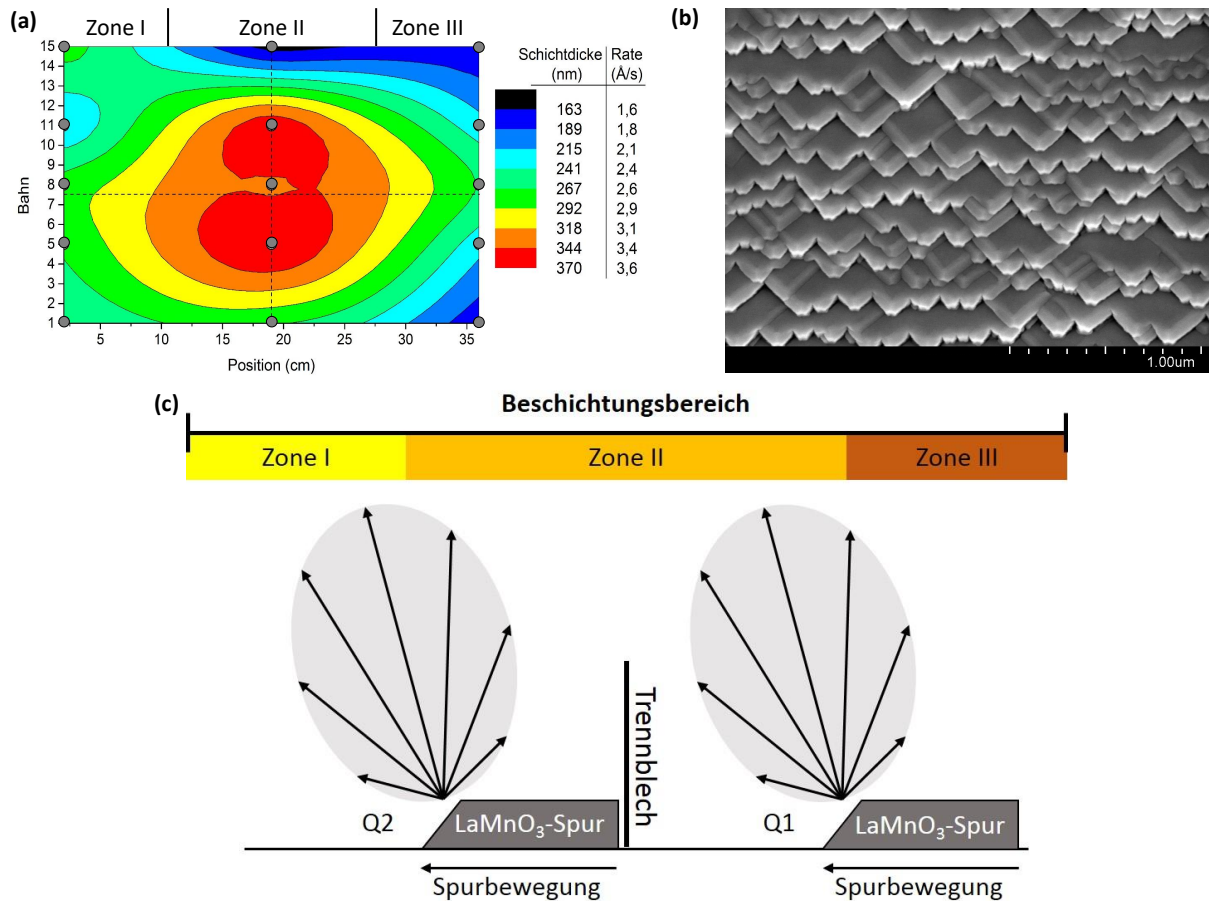 (a)
Zone I Zone II Zone III
Bahn
15
14
13
12
11
10
9
8
7
6
5
4
3
2
1
5 10 15 20 25 30 35
Position (cm)
Schichtdicke Rate
(nm) (Å/s)
163 1,6
189 1,8
215 2,1
241 2,4
267 2,6
292 2,9
318 3,1
344 3,4
370 3,6
(b)
1.00um
(c)
Beschichtungsbereich
Zone I Zone II Zone III
Trennblech
Q2 LaMnO₃-Spur Q1 LaMnO₃-Spur
Spurbewegung Spurbewegung